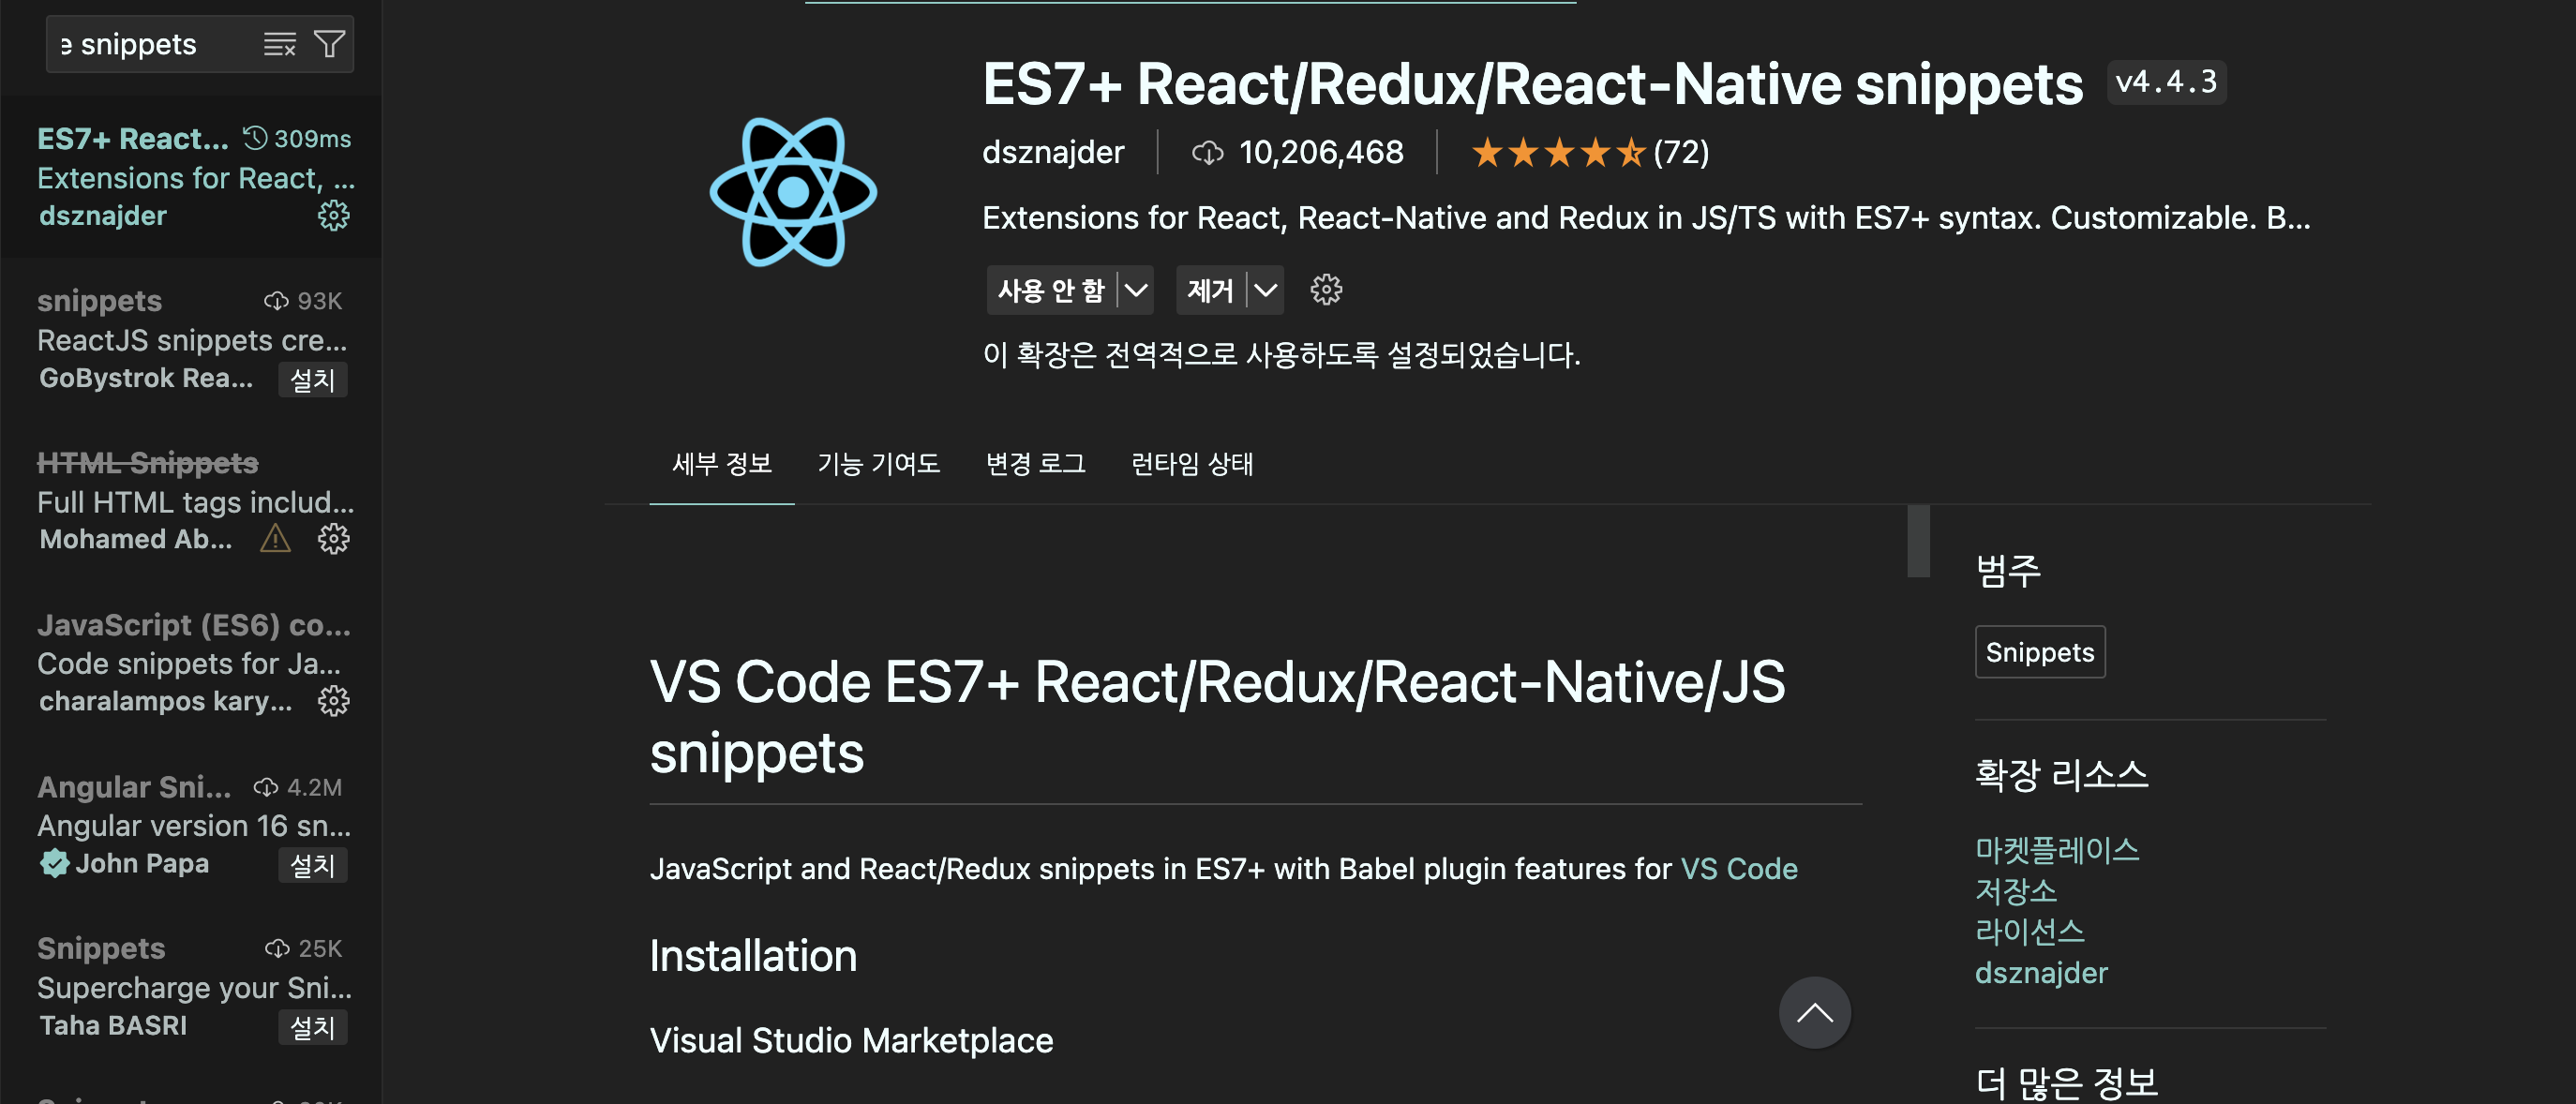 snippets
ES7+ React... 309ms
Extensions for React, ...
dsznajder
snippets 93K
ReactJS snippets cre...
GoBystrok Rea... 설치
HTML Snippets
Full HTML tags includ...
Mohamed Ab...
JavaScript (ES6) co...
Code snippets for Ja...
charalampos kary...
Angular Sni... 4.2M
Angular version 16 sn...
John Papa 설치
Snippets 25K
Supercharge your Sni...
Taha BASRI 설치
ES7+ React/Redux/React-Native snippets v4.4.3
dsznajder 10,206,468 (72)
Extensions for React, React-Native and Redux in JS/TS with ES7+ syntax. Customizable. B...
사용 안 함 제거
이 확장은 전역적으로 사용하도록 설정되었습니다.
세부 정보 기능 기여도 변경 로그 런타임 상태
VS Code ES7+ React/Redux/React-Native/JS
snippets
JavaScript and React/Redux snippets in ES7+ with Babel plugin features for VS Code
Installation
Visual Studio Marketplace
범주
Snippets
확장 리소스
마켓플레이스
저장소
라이선스
dsznajder
더 많은 정보